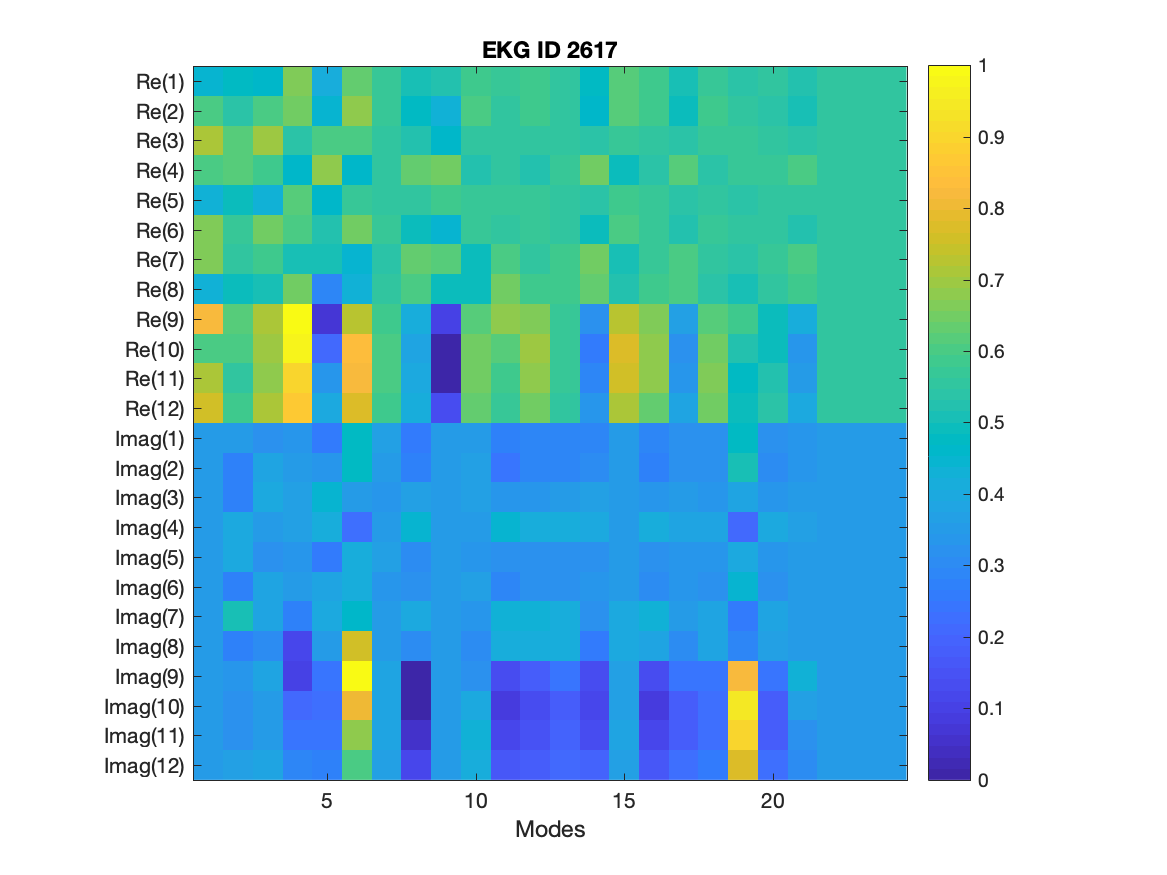 EKG ID 2617
Re(1)
Re(2)
Re(3)
Re(4)
Re(5)
Re(6)
Re(7)
Re(8)
Re(9)
Re(10)
Re(11)
Re(12)
Imag(1)
Imag(2)
Imag(3)
Imag(4)
Imag(5)
Imag(6)
Imag(7)
Imag(8)
Imag(9)
Imag(10)
Imag(11)
Imag(12)
5 10 15 20
Modes
1
0.9
0.8
0.7
0.6
0.5
0.4
0.3
0.2
0.1
0